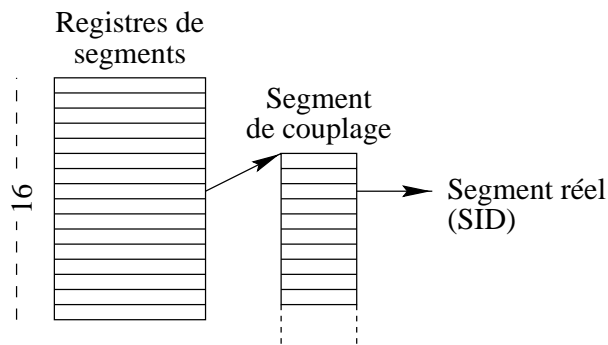 Registres de
segments
Segment
de couplage
16
Segment réel
(SID)